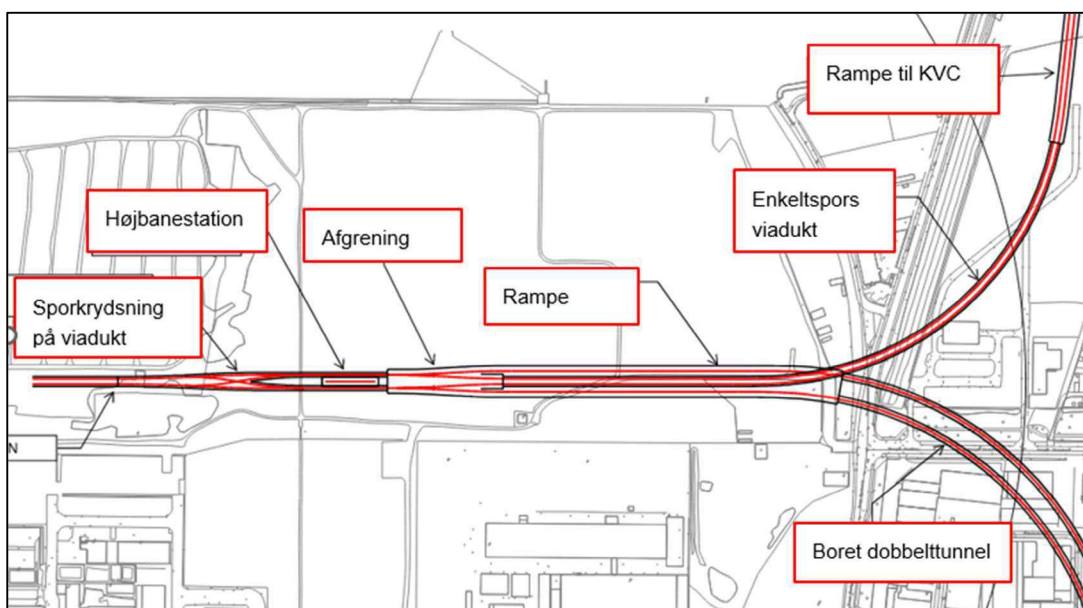 Rampe til KVC
Højbanestation
Afgrening
Enkeltspors
viadukt
Sporkrydsning
på viadukt
Rampe
N
Boret dobbelttunnel